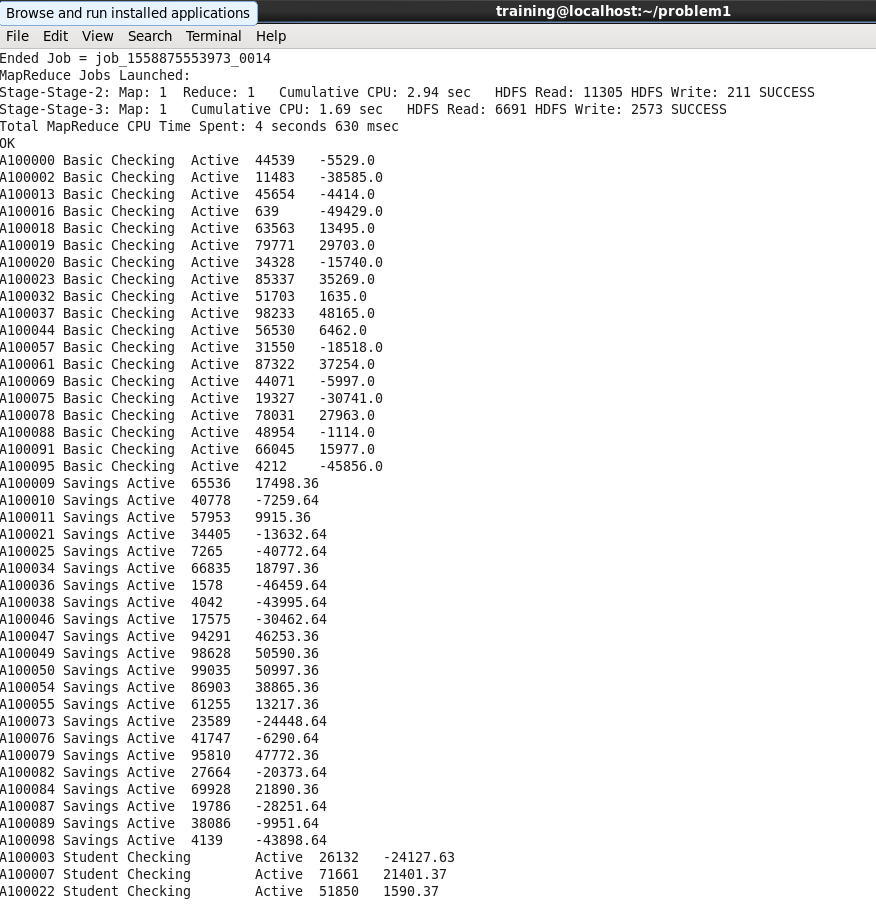 Browse and run installed applications
training@localhost:~/problem1
File Edit View Search Terminal Help
Ended Job = job_1558875553973_0014
MapReduce Jobs Launched:
Stage-Stage-2: Map: 1  Reduce: 1   Cumulative CPU: 2.94 sec   HDFS Read: 11305 HDFS Write: 211 SUCCESS
Stage-Stage-3: Map: 1   Cumulative CPU: 1.69 sec   HDFS Read: 6691 HDFS Write: 2573 SUCCESS
Total MapReduce CPU Time Spent: 4 seconds 630 msec
OK
A100000 Basic Checking  Active  44539   -5529.0
A100002 Basic Checking  Active  11483   -38585.0
A100013 Basic Checking  Active  45654   -4414.0
A100016 Basic Checking  Active  639     -49429.0
A100018 Basic Checking  Active  63563   13495.0
A100019 Basic Checking  Active  79771   29703.0
A100020 Basic Checking  Active  34328   -15740.0
A100023 Basic Checking  Active  85337   35269.0
A100032 Basic Checking  Active  51703   1635.0
A100037 Basic Checking  Active  98233   48165.0
A100044 Basic Checking  Active  56530   6462.0
A100057 Basic Checking  Active  31550   -18518.0
A100061 Basic Checking  Active  87322   37254.0
A100069 Basic Checking  Active  44071   -5997.0
A100075 Basic Checking  Active  19327   -30741.0
A100078 Basic Checking  Active  78031   27963.0
A100088 Basic Checking  Active  48954   -1114.0
A100091 Basic Checking  Active  66045   15977.0
A100095 Basic Checking  Active  4212    -45856.0
A100009 Savings Active  65536   17498.36
A100010 Savings Active  40778   -7259.64
A100011 Savings Active  57953   9915.36
A100021 Savings Active  34405   -13632.64
A100025 Savings Active  7265    -40772.64
A100034 Savings Active  66835   18797.36
A100036 Savings Active  1578    -46459.64
A100038 Savings Active  4042    -43995.64
A100046 Savings Active  17575   -30462.64
A100047 Savings Active  94291   46253.36
A100049 Savings Active  98628   50590.36
A100050 Savings Active  99035   50997.36
A100054 Savings Active  86903   38865.36
A100055 Savings Active  61255   13217.36
A100073 Savings Active  23589   -24448.64
A100076 Savings Active  41747   -6290.64
A100079 Savings Active  95810   47772.36
A100082 Savings Active  27664   -20373.64
A100084 Savings Active  69928   21890.36
A100087 Savings Active  19786   -28251.64
A100089 Savings Active  38086   -9951.64
A100098 Savings Active  4139    -43898.64
A100003 Student Checking        Active  26132   -24127.63
A100007 Student Checking        Active  71661   21401.37
A100022 Student Checking        Active  51850   1590.37